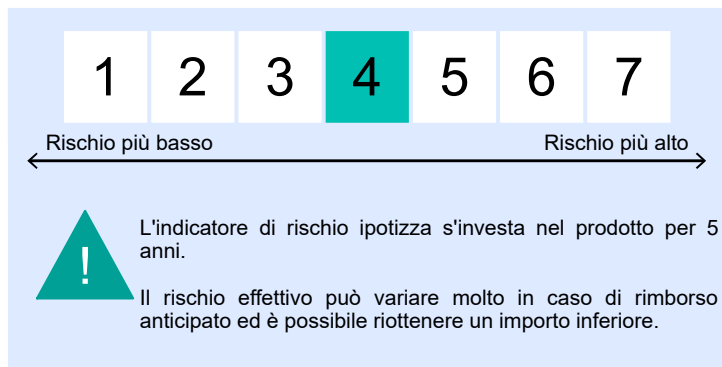 1 2 3 4 5 6 7
Rischio più basso Rischio più alto
!
L'indicatore di rischio ipotizza s'investa nel prodotto per 5
anni.
Il rischio effettivo può variare molto in caso di rimborso
anticipato ed è possibile riottenere un importo inferiore.